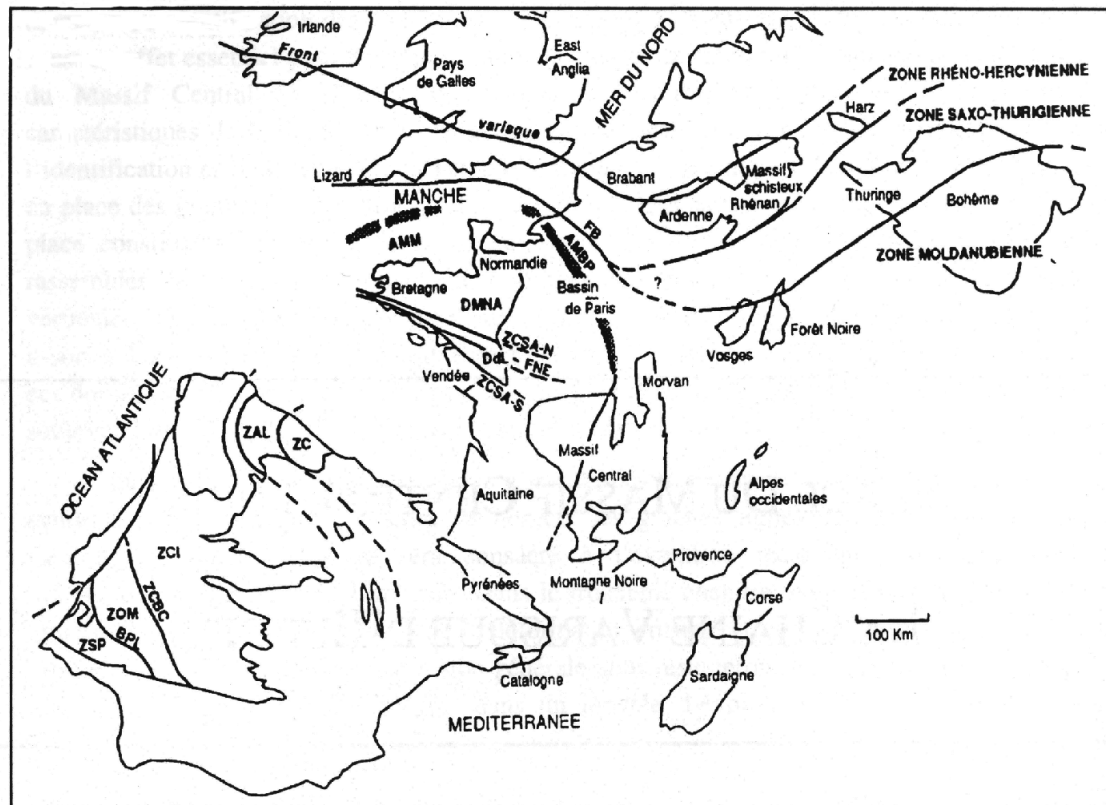 Irlande
Front
varisque
Pays
de Galles
East
Anglia
MER DU NORD
ZONE RHÉNO-HERCYNIENNE
Harz
ZONE SAXO-THURIGIENNE
Lizard
MANCHE
Brabant
Massif
schisteux
Rhénan
Ardenne
Thuringe
Bohême
FB
AMM
AMBP
Normandie
ZONE MOLDANUBIENNE
Bretagne
DMNA
Bassin
de Paris
?
Forêt Noire
Vosges
ZCSA-N
DdL - FNE
ZCSA-S
Vendée
Morvan
OCEAN ATLANTIQUE
ZAL
ZC
Massif
Central
Aquitaine
Alpes
occidentales
ZCI
ZCBC
Provence
Pyrénées
Montagne Noire
Corse
ZOM
BPL
ZSP
100 Km
Catalogne
Sardaigne
MEDITERRANEE
du Massif Central